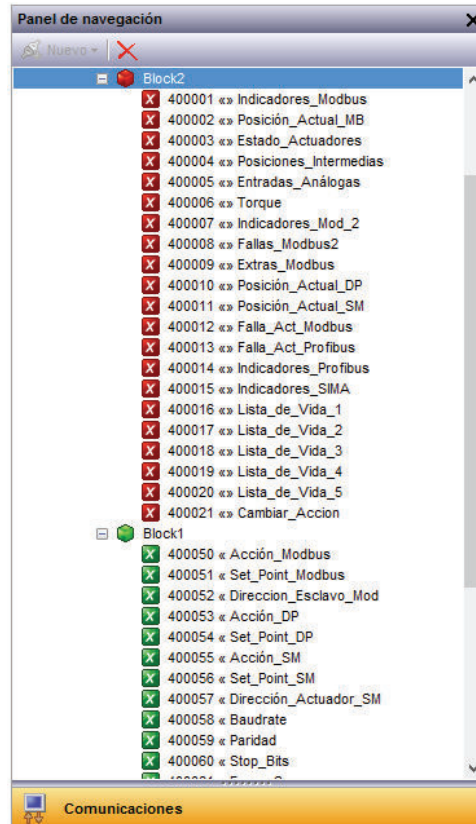 Panel de navegación
Nuevo
Block2
400001 «» Indicadores_Modbus
400002 «» Posición_Actual_MB
400003 «» Estado_Actuadores
400004 «» Posiciones_Intermedias
400005 «» Entradas_Análogas
400006 «» Torque
400007 «» Indicadores_Mod_2
400008 «» Fallas_Modbus2
400009 «» Extras_Modbus
400010 «» Posición_Actual_DP
400011 «» Posición_Actual_SM
400012 «» Falla_Act_Modbus
400013 «» Falla_Act_Profibus
400014 «» Indicadores_Profibus
400015 «» Indicadores_SIMA
400016 «» Lista_de_Vida_1
400017 «» Lista_de_Vida_2
400018 «» Lista_de_Vida_3
400019 «» Lista_de_Vida_4
400020 «» Lista_de_Vida_5
400021 «» Cambiar_Accion
Block1
400050 « Acción_Modbus
400051 « Set_Point_Modbus
400052 « Direccion_Esclavo_Mod
400053 « Acción_DP
400054 « Set_Point_DP
400055 « Acción_SM
400056 « Set_Point_SM
400057 « Dirección_Actuador_SM
400058 « Baudrate
400059 « Paridad
400060 « Stop_Bits
Comunicaciones